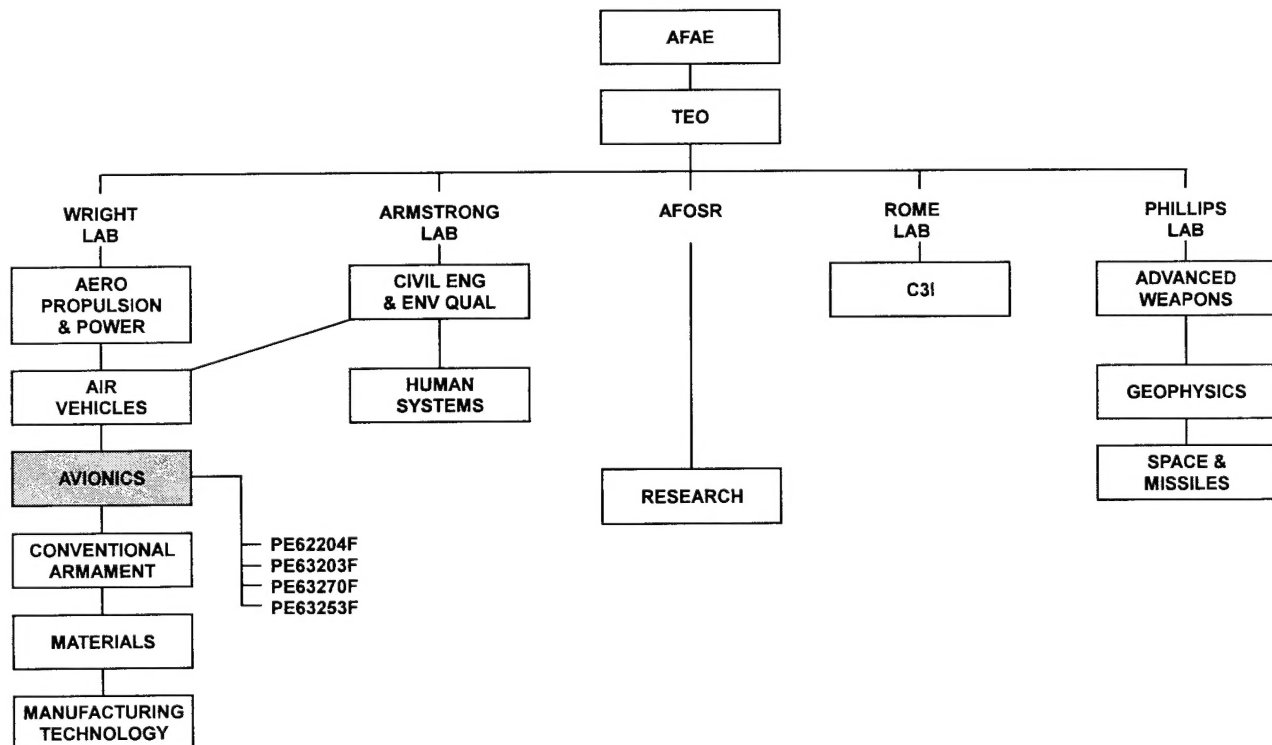 AFAE
TEO
WRIGHT
LAB
ARMSTRONG
LAB
AFOSR
ROME
LAB
PHILLIPS
LAB
AERO
PROPULSION
& POWER
CIVIL ENG
& ENV QUAL
C3I
ADVANCED
WEAPONS
AIR
VEHICLES
HUMAN
SYSTEMS
GEOPHYSICS
AVIONICS
RESEARCH
SPACE &
MISSILES
PE62204F
PE63203F
PE63270F
PE63253F
CONVENTIONAL
ARMAMENT
MATERIALS
MANUFACTURING
TECHNOLOGY